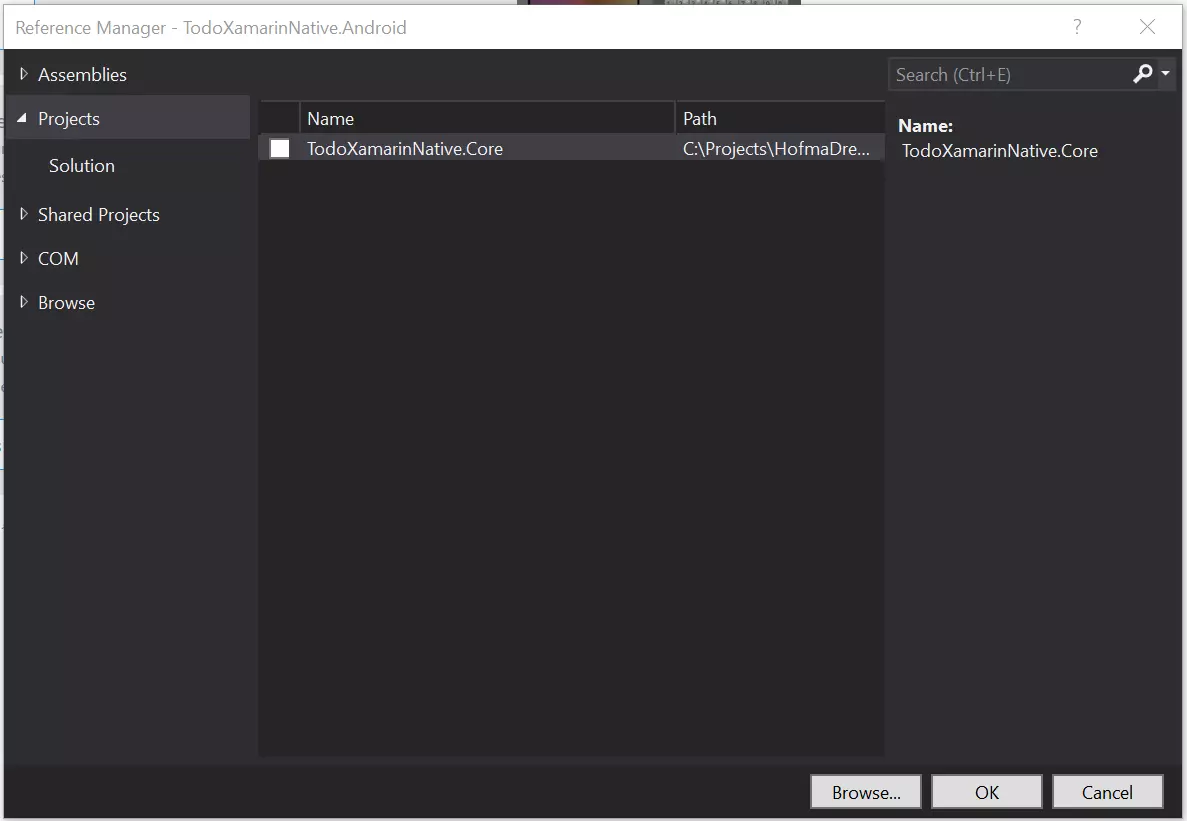 Reference Manager - TodoXamarinNative.Android
?
Assemblies
Search (Ctrl+E)
Projects
Name
Path
Name:
TodoXamarinNative.Core
C:\Projects\HofmaDre...
TodoXamarinNative.Core
Solution
Shared Projects
COM
Browse
Browse...
OK
Cancel